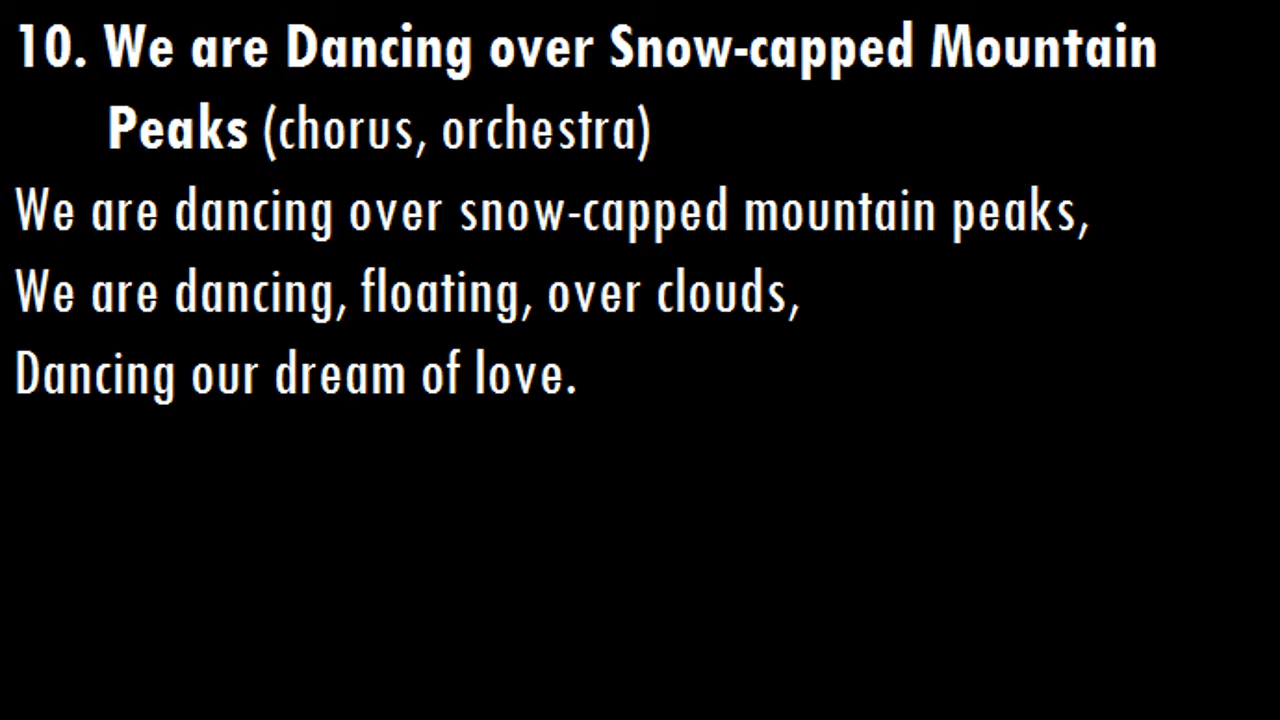 10. We are Dancing over Snow-capped Mountain
Peaks (chorus, orchestra)
We are dancing over snow-capped mountain peaks,
We are dancing, floating, over clouds,
Dancing our dream of love.